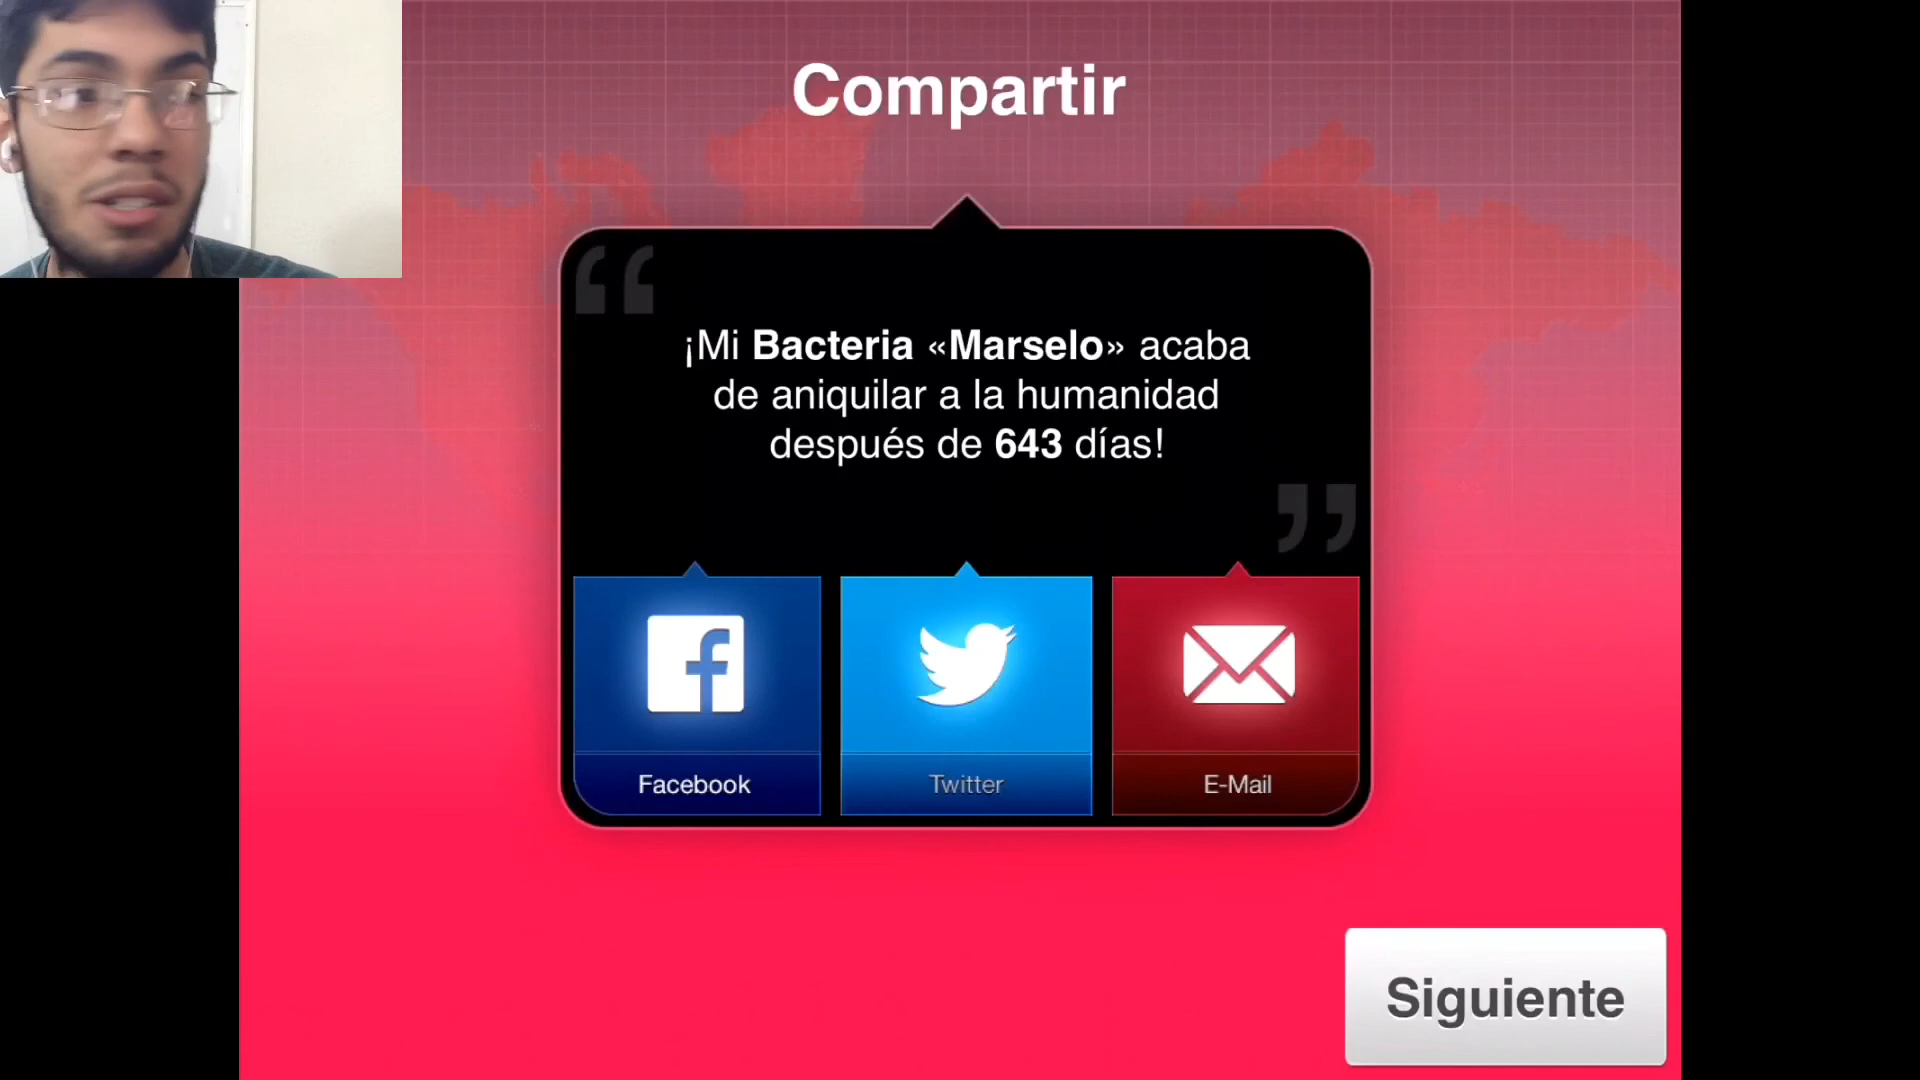 Compartir
¡Mi Bacteria «Marselo» acaba
de aniquilar a la humanidad
después de 643 días!
Facebook
Twitter
E-Mail
Siguiente